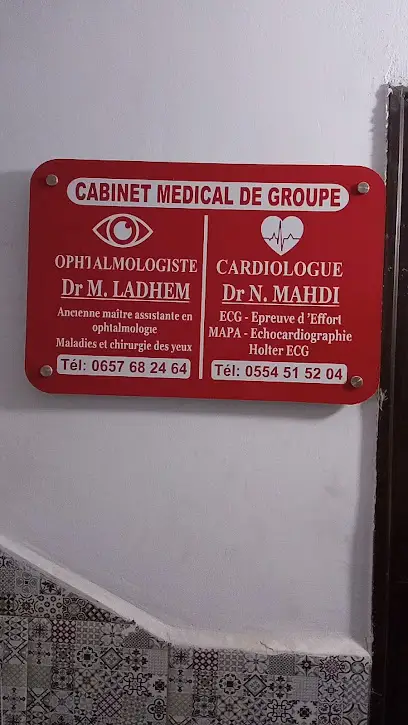 CABINET MEDICAL DE GROUPE
OPHTALMOLOGISTE
Dr M. LADHEM
Ancienne maître assistante en
ophtalmologie
Maladies et chirurgie des yeux
Tél: 0657 68 24 64
CARDIOLOGUE
Dr N. MAHDI
ECG - Epreuve d'Effort
MAPA - Echocardiographie
Holter ECG
Tél: 0554 51 52 04